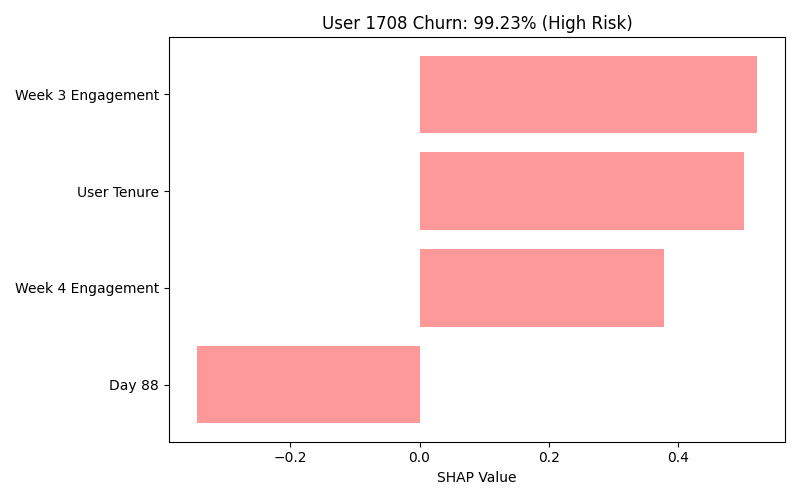 User 1708 Churn: 99.23% (High Risk)
Week 3 Engagement
User Tenure
Week 4 Engagement
Day 88
−0.2 0.0 0.2 0.4
SHAP Value